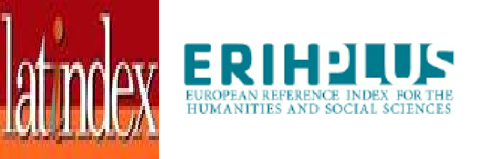 latindex
ERIHPLUS
EUROPEAN REFERENCE INDEX FOR THE
HUMANITIES AND SOCIAL SCIENCES